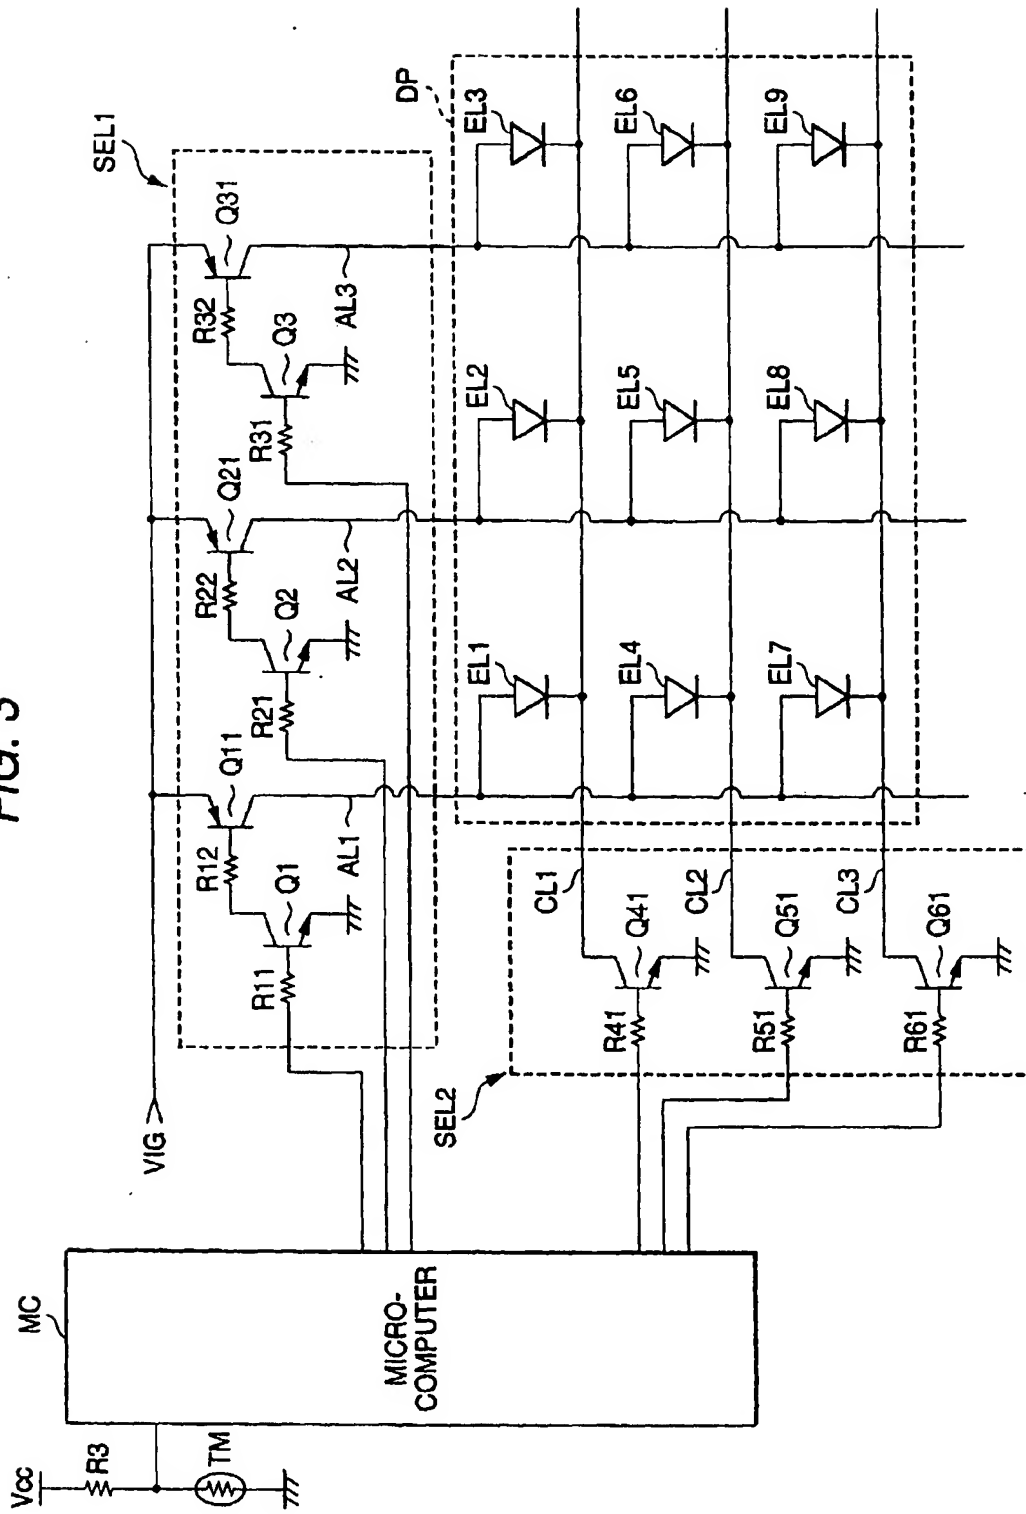 FIG. 3
SEL1
Q31
R32
Q3
R31
AL3
Q21
R22
Q2
R21
AL2
Q11
R12
Q1
R11
AL1
VIG
DP
EL3
EL6
EL9
EL2
EL5
EL8
EL1
EL4
EL7
CL1
CL2
CL3
Q41
Q51
Q61
R41
R51
R61
SEL2
MC
MICRO-
COMPUTER
Vcc
R3
TM